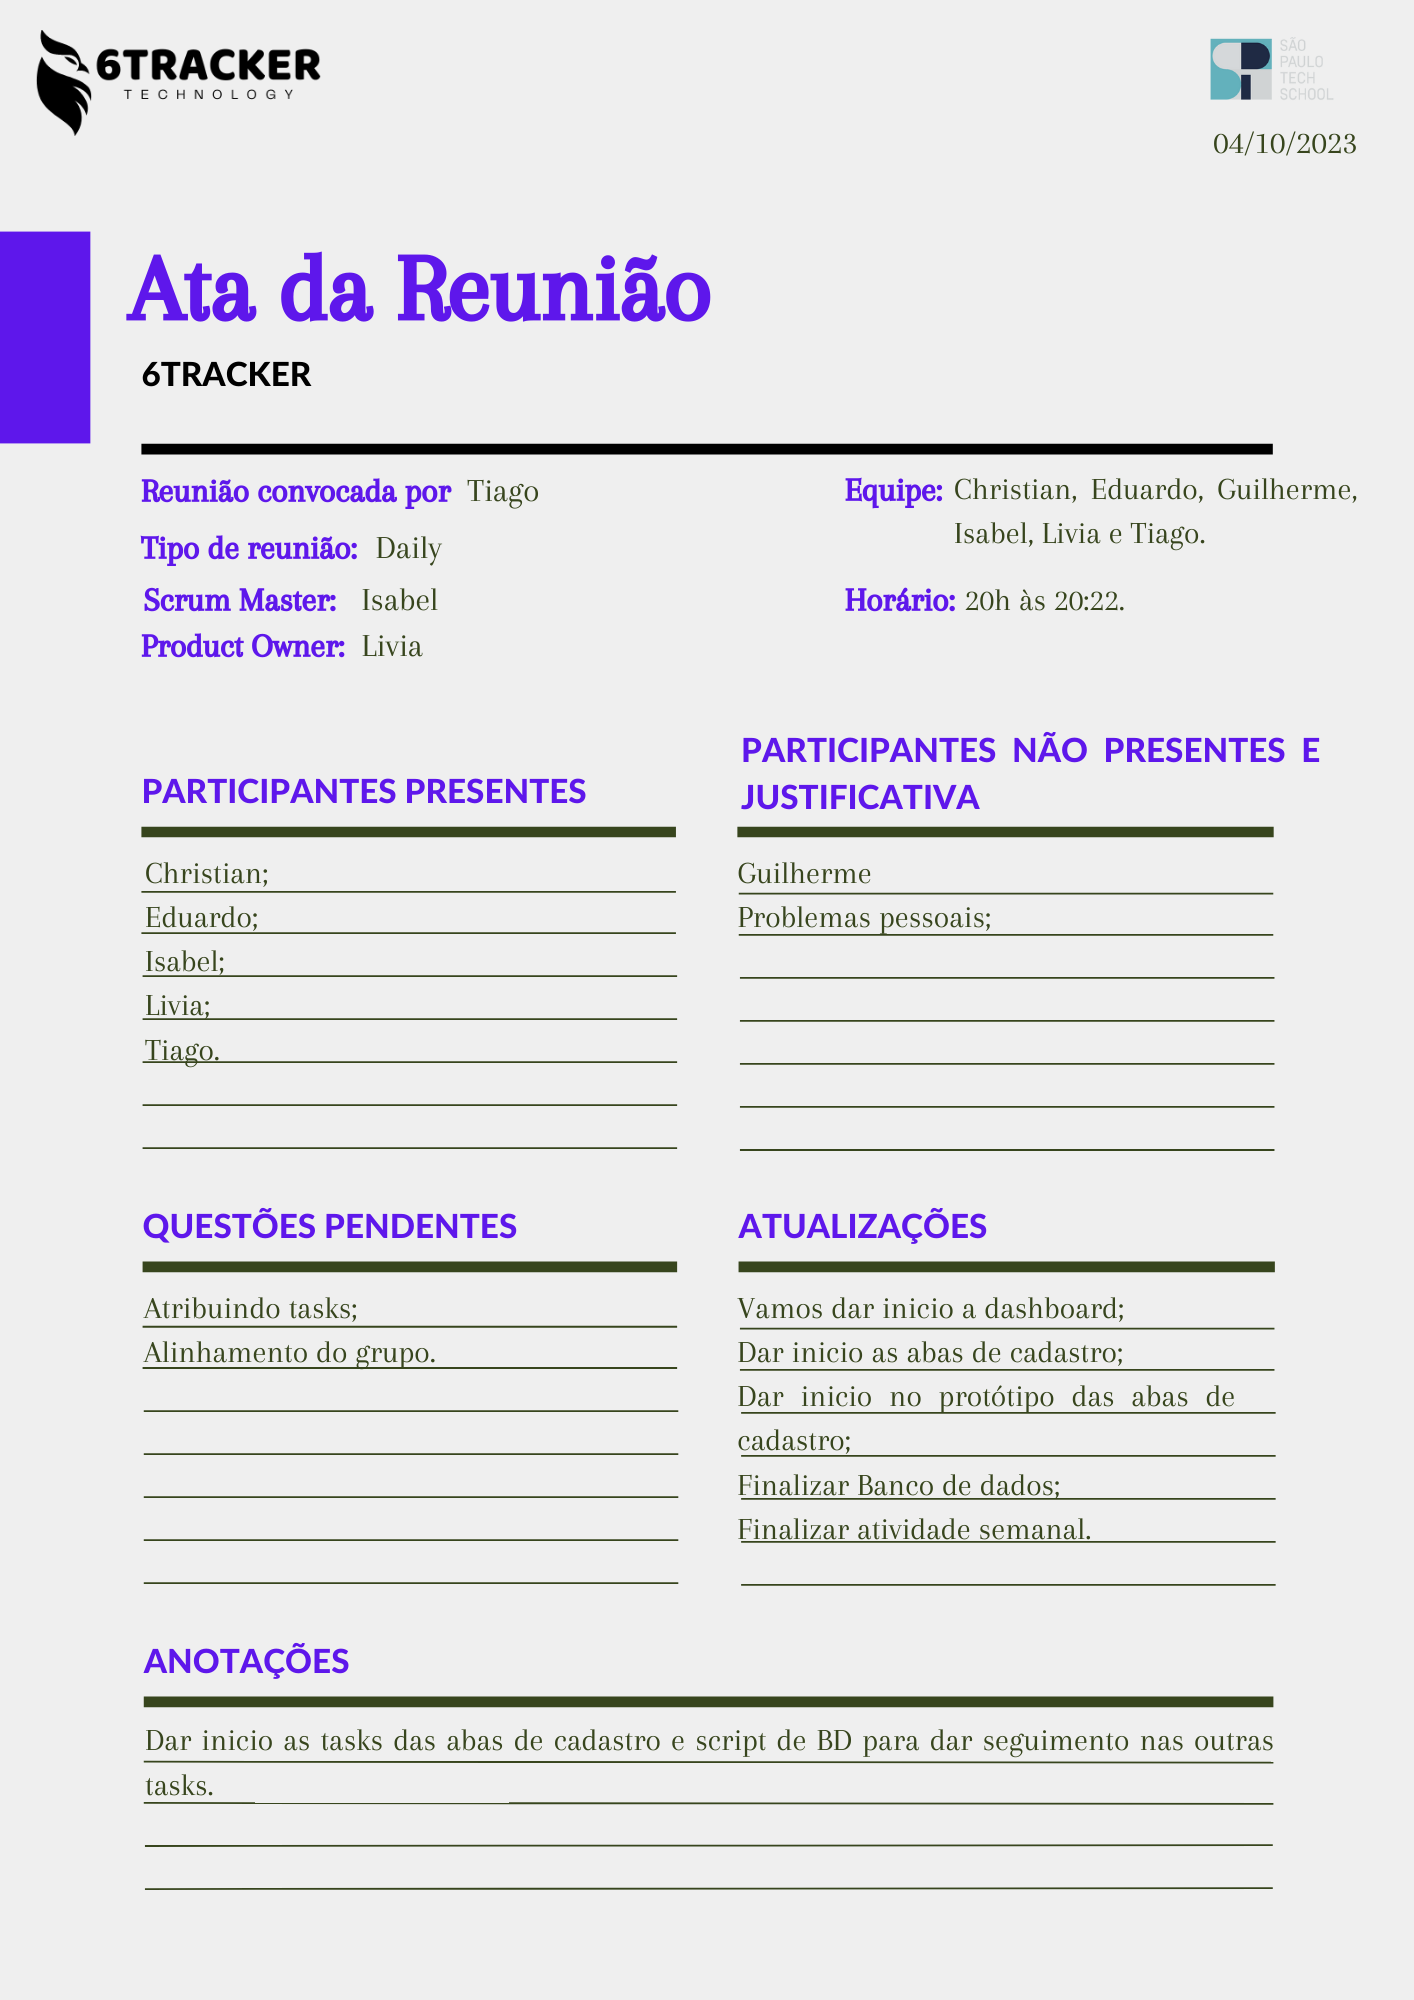 6TRACKER
TECHNOLOGY
SÃO
PAULO
TECH
SCHOOL
04/10/2023
Ata da Reunião
6TRACKER
Reunião convocada por Tiago
Tipo de reunião: Daily
Scrum Master: Isabel
Product Owner: Livia
Equipe: Christian, Eduardo, Guilherme,
Isabel, Livia e Tiago.
Horário: 20h às 20:22.
PARTICIPANTES PRESENTES
Christian;
Eduardo;
Isabel;
Livia;
Tiago.
PARTICIPANTES NÃO PRESENTES E
JUSTIFICATIVA
Guilherme
Problemas pessoais;
QUESTÕES PENDENTES
Atribuindo tasks;
Alinhamento do grupo.
ATUALIZAÇÕES
Vamos dar inicio a dashboard;
Dar inicio as abas de cadastro;
Dar inicio no protótipo das abas de
cadastro;
Finalizar Banco de dados;
Finalizar atividade semanal.
ANOTAÇÕES
Dar inicio as tasks das abas de cadastro e script de BD para dar seguimento nas outras
tasks.